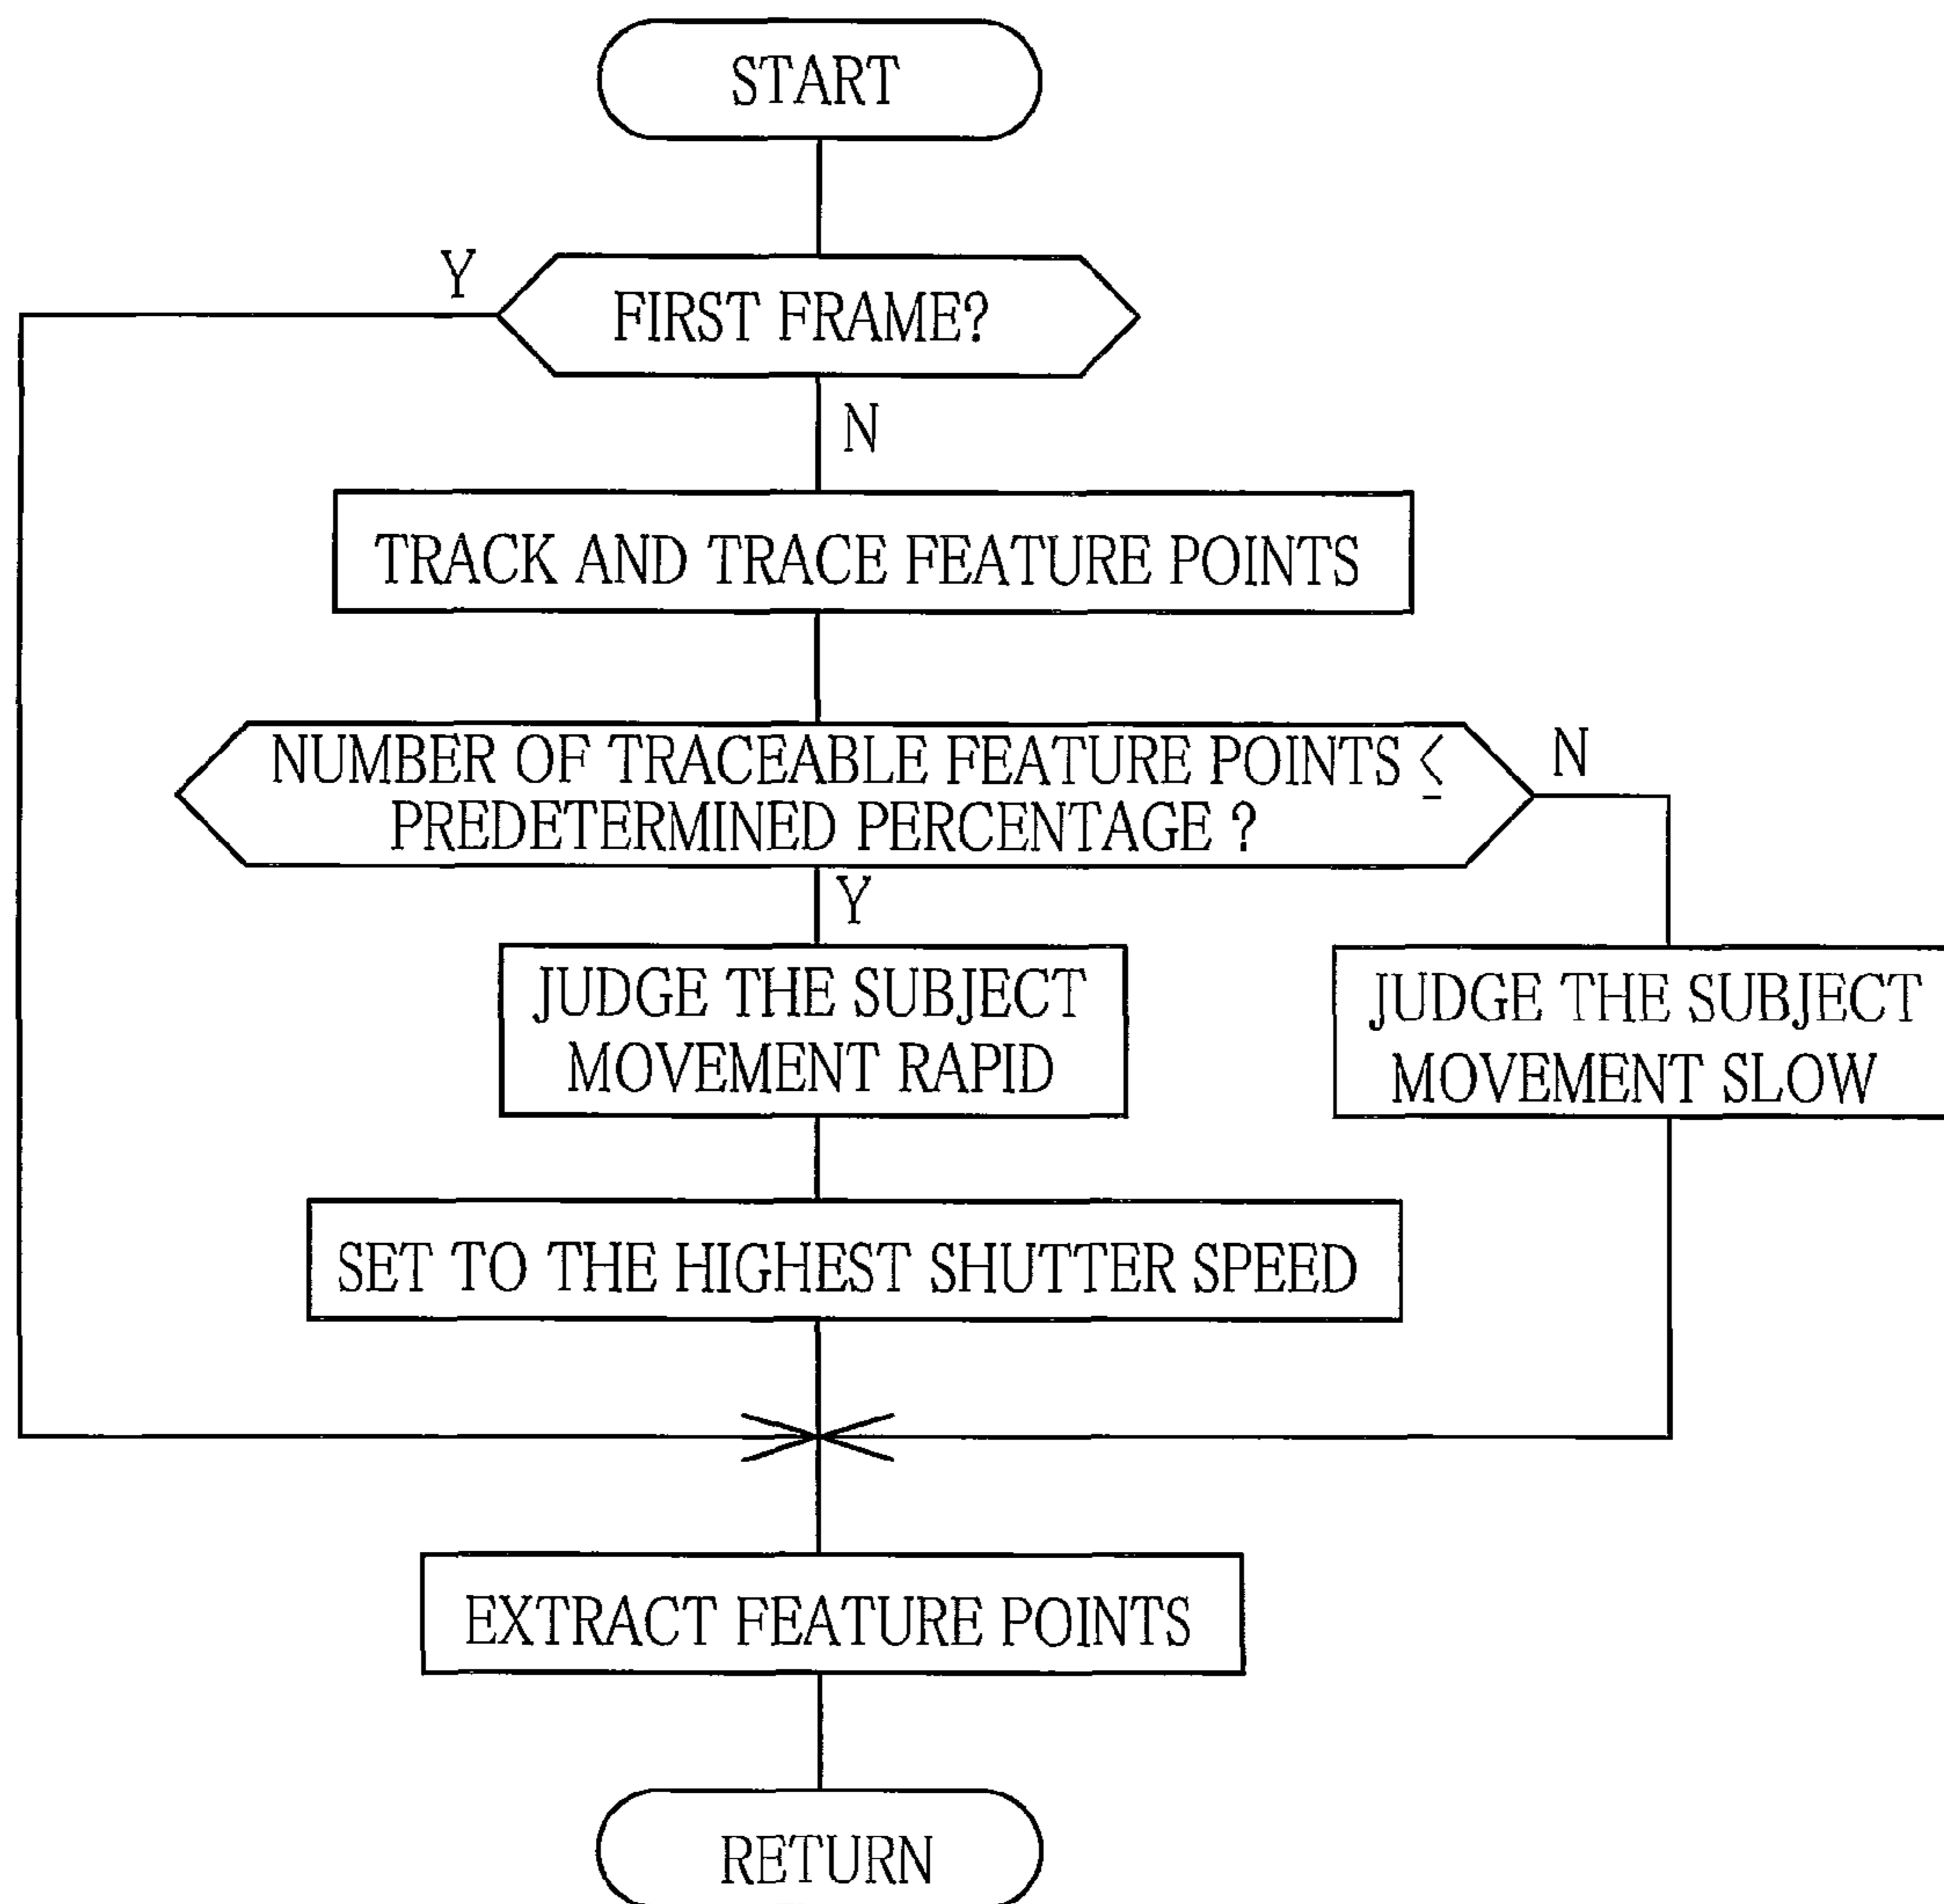 START
Y
FIRST FRAME?
N
TRACK AND TRACE FEATURE POINTS
NUMBER OF TRACEABLE FEATURE POINTS ≤
PREDETERMINED PERCENTAGE ?
N
Y
JUDGE THE SUBJECT
MOVEMENT RAPID
JUDGE THE SUBJECT
MOVEMENT SLOW
SET TO THE HIGHEST SHUTTER SPEED
EXTRACT FEATURE POINTS
RETURN